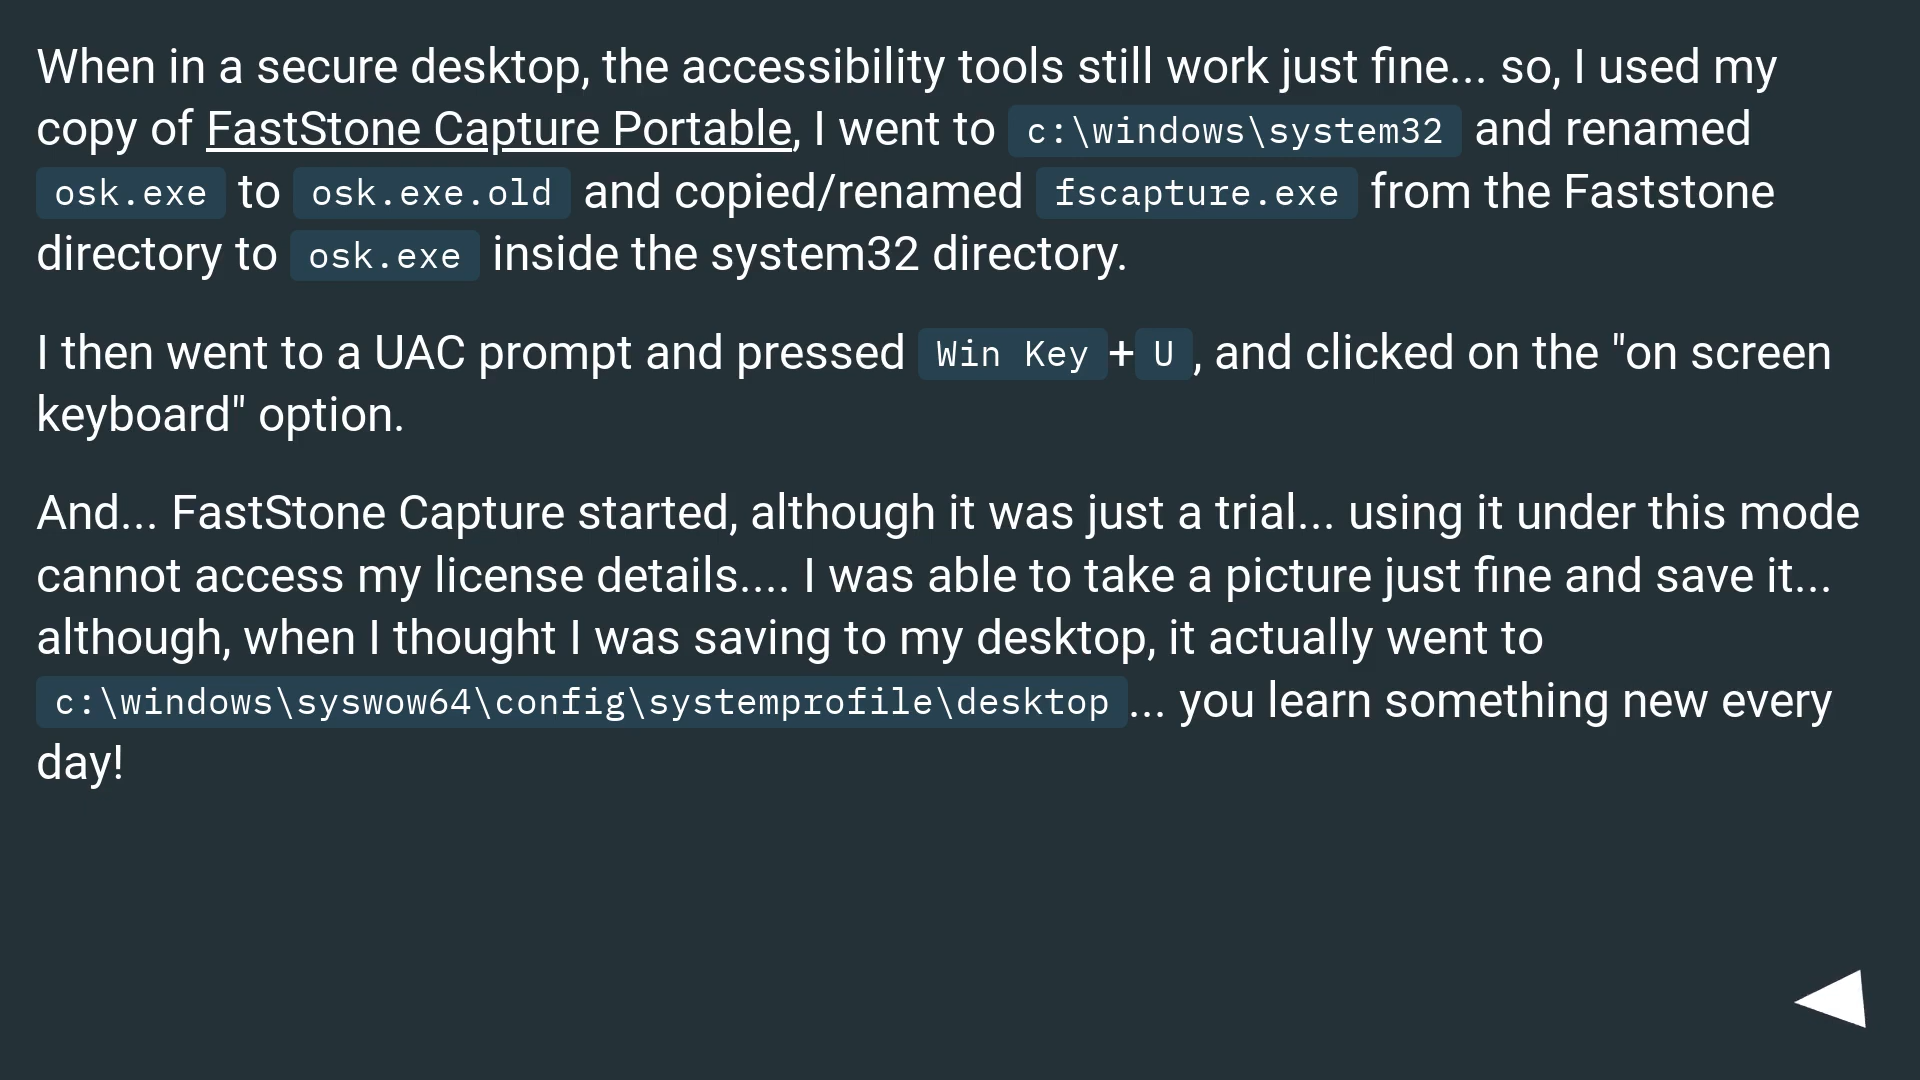 When in a secure desktop, the accessibility tools still work just fine... so, I used my
copy of FastStone Capture Portable, I went to c:\windows\system32 and renamed
osk.exe to osk.exe.old and copied/renamed fscapture.exe from the Faststone
directory to osk.exe inside the system32 directory.
I then went to a UAC prompt and pressed Win Key+U, and clicked on the "on screen
keyboard" option.
And... FastStone Capture started, although it was just a trial... using it under this mode
cannot access my license details.... I was able to take a picture just fine and save it...
although, when I thought I was saving to my desktop, it actually went to
c:\windows\syswow64\config\systemprofile\desktop... you learn something new every
day!